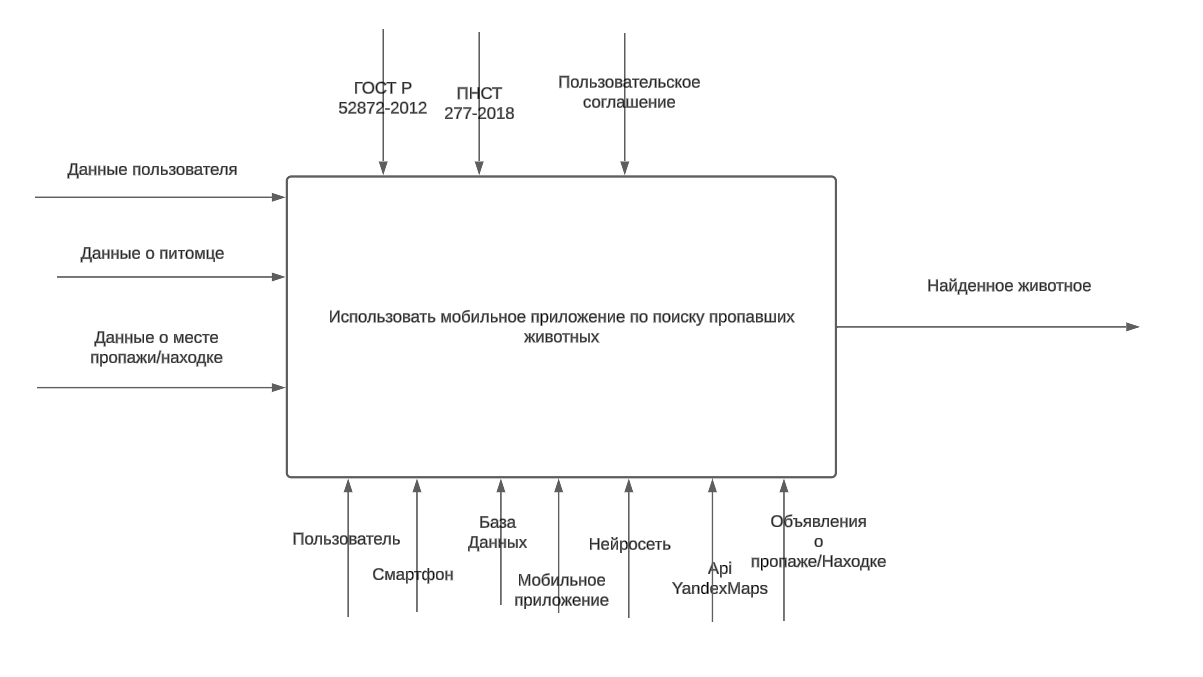 ГОСТ Р
52872-2012
ПНСТ
277-2018
Пользовательское
соглашение
Данные пользователя
Данные о питомце
Данные о месте
пропажи/находке
Использовать мобильное приложение по поиску пропавших
животных
Найденное животное
Пользователь
Смартфон
База
Данных
Мобильное
приложение
Нейросеть
Api
YandexMaps
Объявления
о
пропаже/Находке